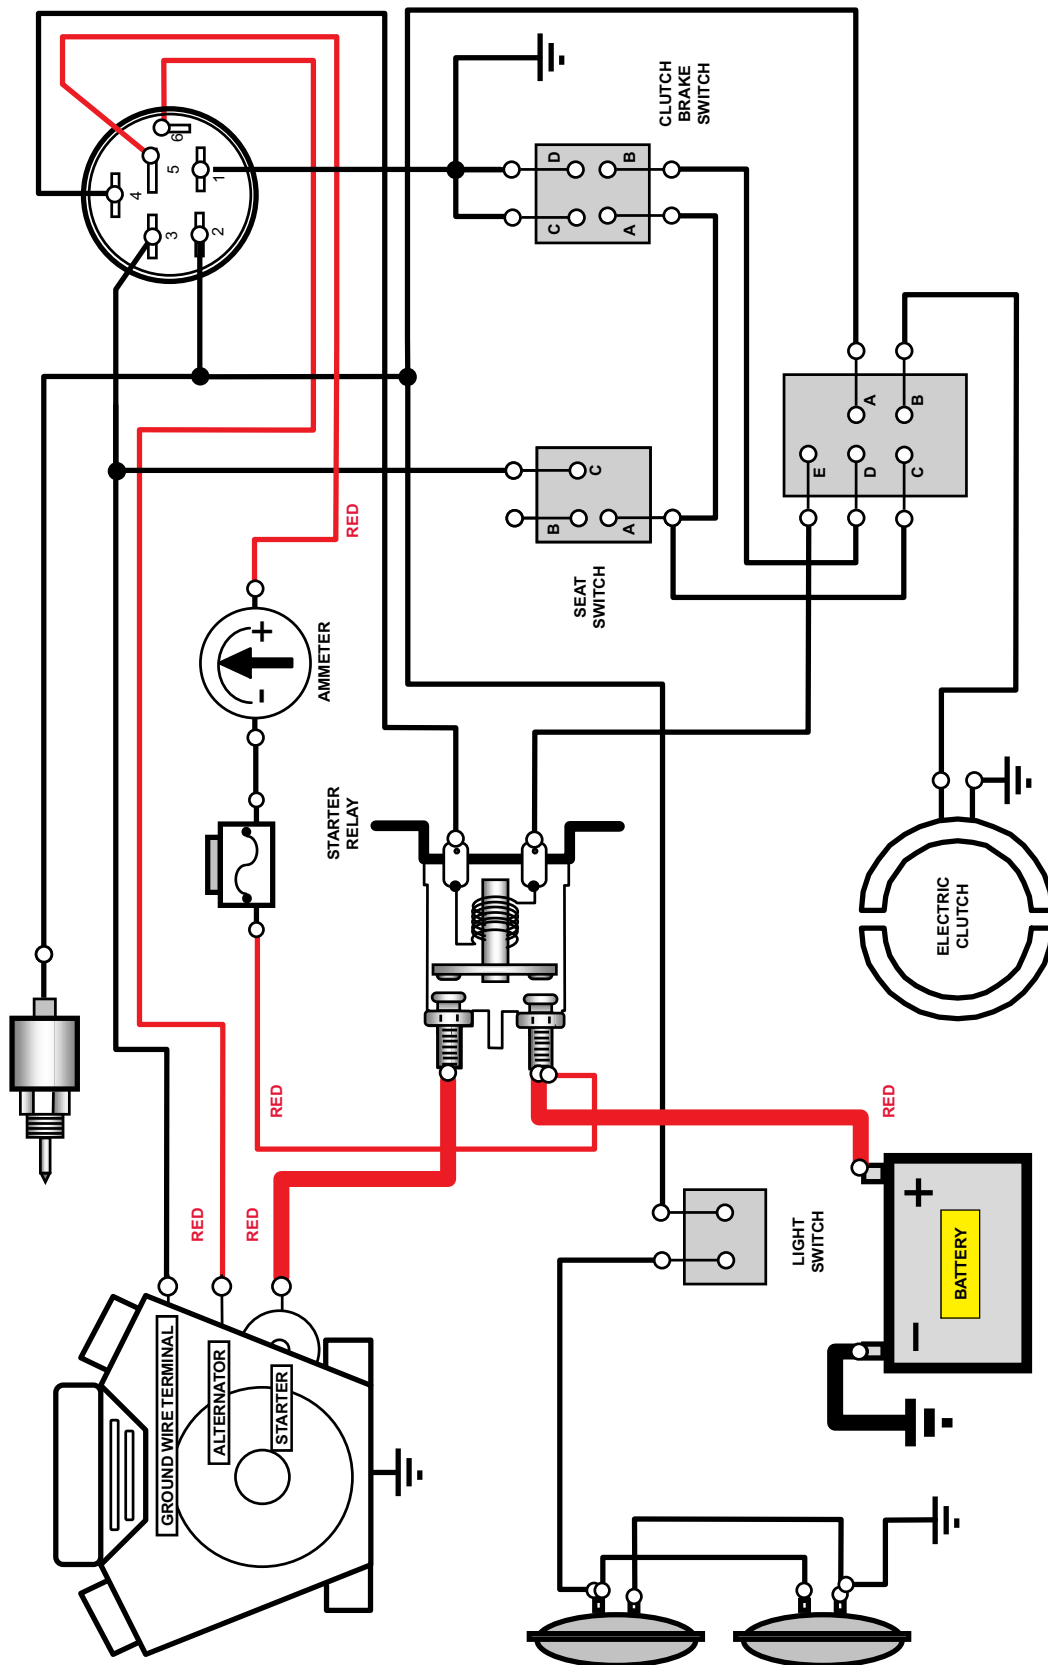 CLUTCH
BRAKE
SWITCH
D
B
C
A
6
5
1
4
3
2
A
B
E
D
C
C
B
A
SEAT
SWITCH
RED
AMMETER
+
-
STARTER
RELAY
ELECTRIC
CLUTCH
RED
RED
RED
RED
GROUND WIRE TERMINAL
ALTERNATOR
STARTER
LIGHT
SWITCH
+
BATTERY
-